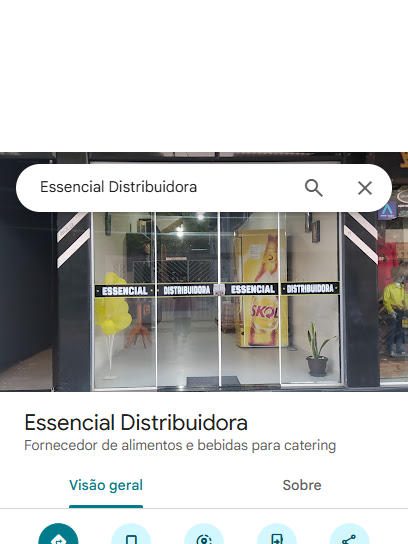 Essencial Distribuidora
ESSENCIAL DISTRIBUIDORA ESSENCIAL DISTRIBUIDORA
SKOL
Essencial Distribuidora
Fornecedor de alimentos e bebidas para catering
Visão geral Sobre